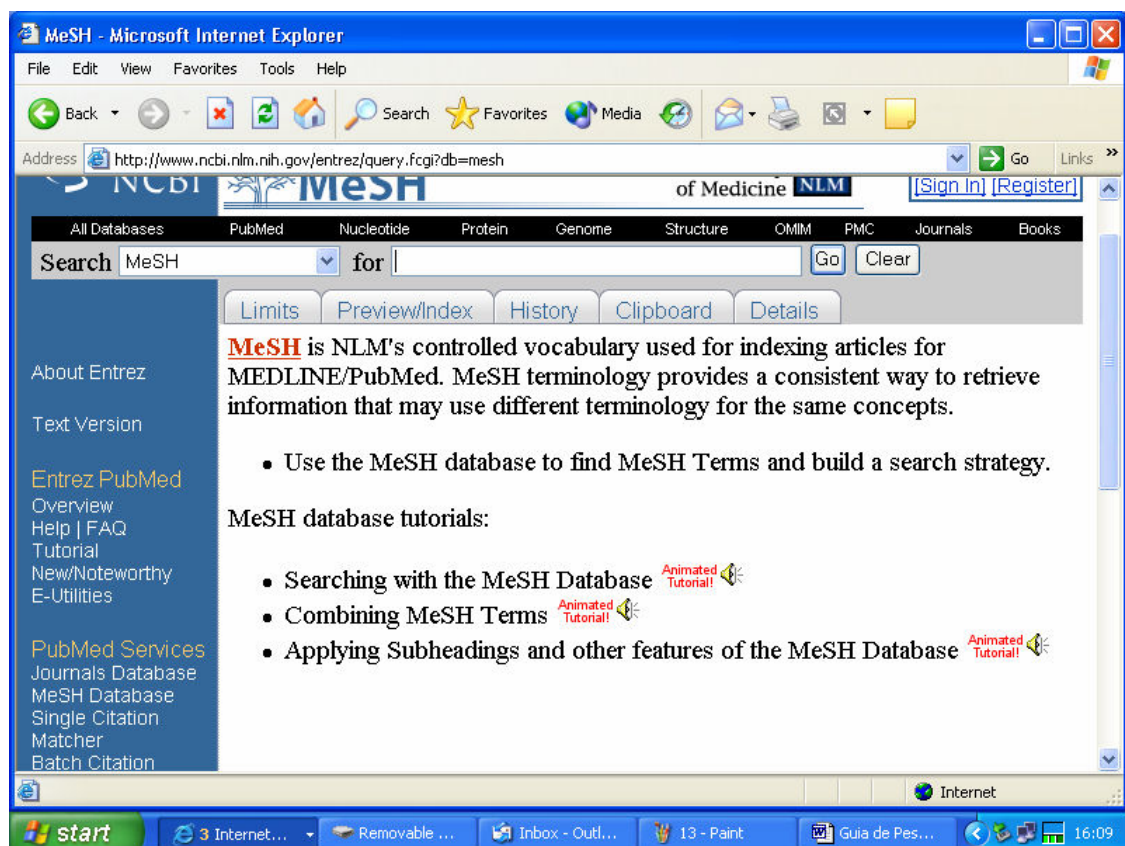 MeSH - Microsoft Internet Explorer
File Edit View Favorites Tools Help
Back Search Favorites Media
Address http://www.ncbi.nlm.nih.gov/entrez/query.fcgi?db=mesh Go Links »
NCBI MeSH of Medicine NLM [Sign In] [Register]
All Databases PubMed Nucleotide Protein Genome Structure OMIM PMC Journals Books
Search MeSH for Go Clear
Limits Preview/Index History Clipboard Details
About Entrez
Text Version
Entrez PubMed
Overview
Help | FAQ
Tutorial
New/Noteworthy
E-Utilities
PubMed Services
Journals Database
MeSH Database
Single Citation
Matcher
Batch Citation
MeSH is NLM's controlled vocabulary used for indexing articles for
MEDLINE/PubMed. MeSH terminology provides a consistent way to retrieve
information that may use different terminology for the same concepts.
• Use the MeSH database to find MeSH Terms and build a search strategy.
MeSH database tutorials:
• Searching with the MeSH Database Animated Tutorial!
• Combining MeSH Terms Animated Tutorial!
• Applying Subheadings and other features of the MeSH Database Animated Tutorial!
Internet
start 3 Internet... Removable ... Inbox - Outl... 13 - Paint Guia de Pes... 16:09